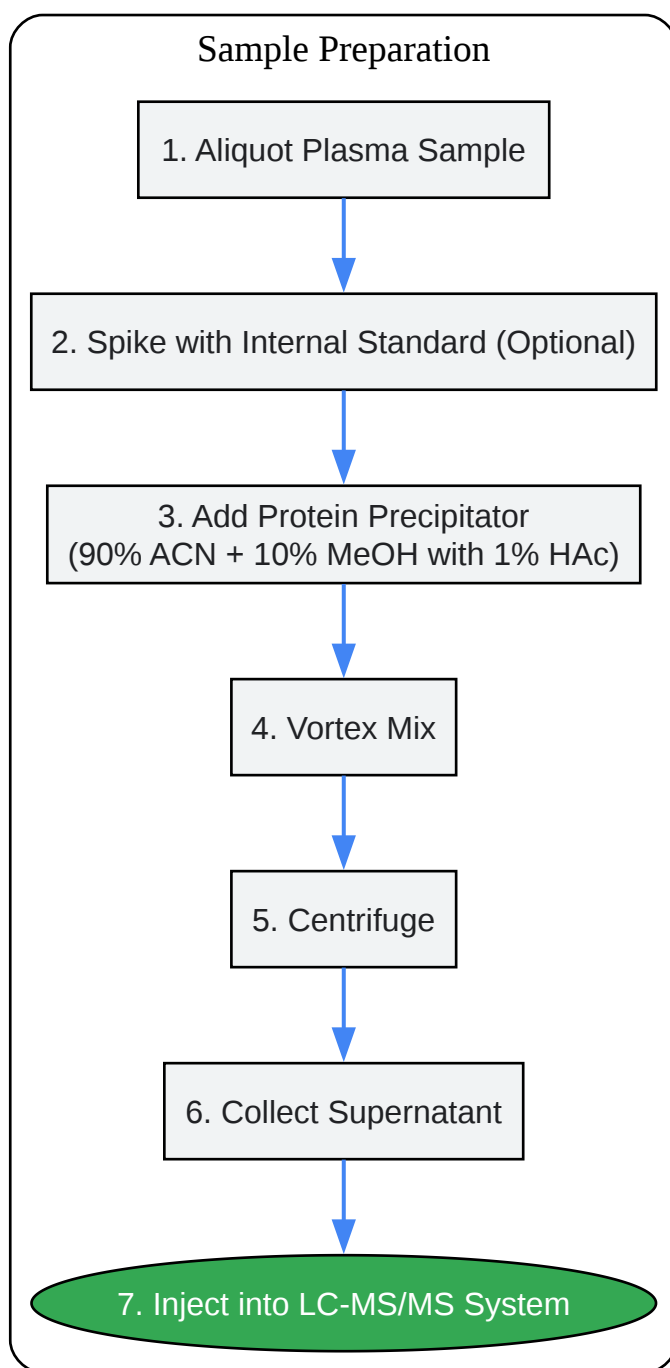 Sample Preparation
1. Aliquot Plasma Sample
2. Spike with Internal Standard (Optional)
3. Add Protein Precipitator
(90% ACN + 10% MeOH with 1% HAc)
4. Vortex Mix
5. Centrifuge
6. Collect Supernatant
7. Inject into LC-MS/MS System